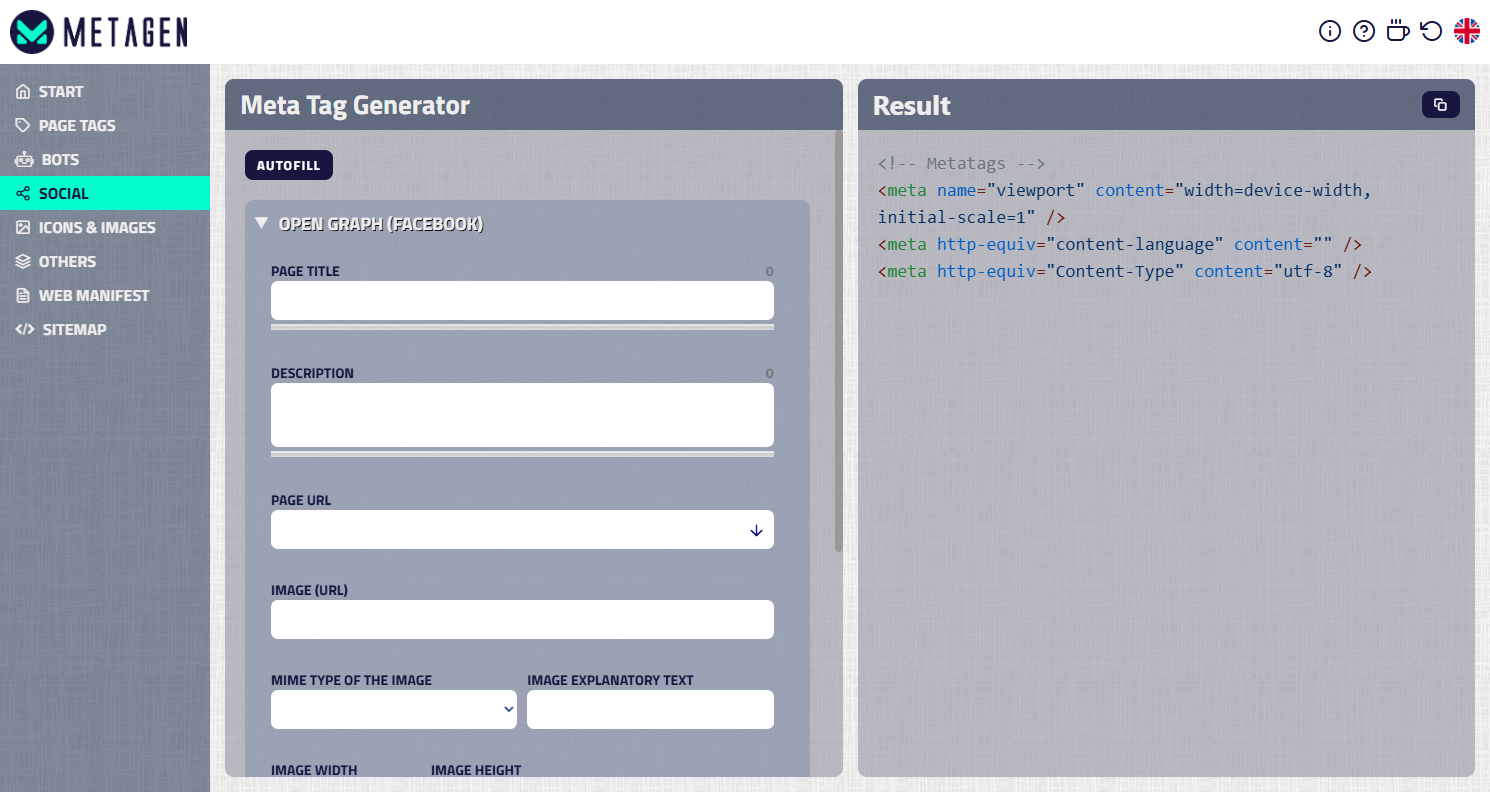 METAGEN
START
PAGE TAGS
BOTS
SOCIAL
ICONS & IMAGES
OTHERS
WEB MANIFEST
SITEMAP
Meta Tag Generator
AUTOFILL
OPEN GRAPH (FACEBOOK)
PAGE TITLE 0
DESCRIPTION 0
PAGE URL
IMAGE (URL)
MIME TYPE OF THE IMAGE IMAGE EXPLANATORY TEXT
IMAGE WIDTH IMAGE HEIGHT
Result
<!-- Metatags -->
<meta name="viewport" content="width=device-width,
initial-scale=1" />
<meta http-equiv="content-language" content="" />
<meta http-equiv="Content-Type" content="utf-8" />